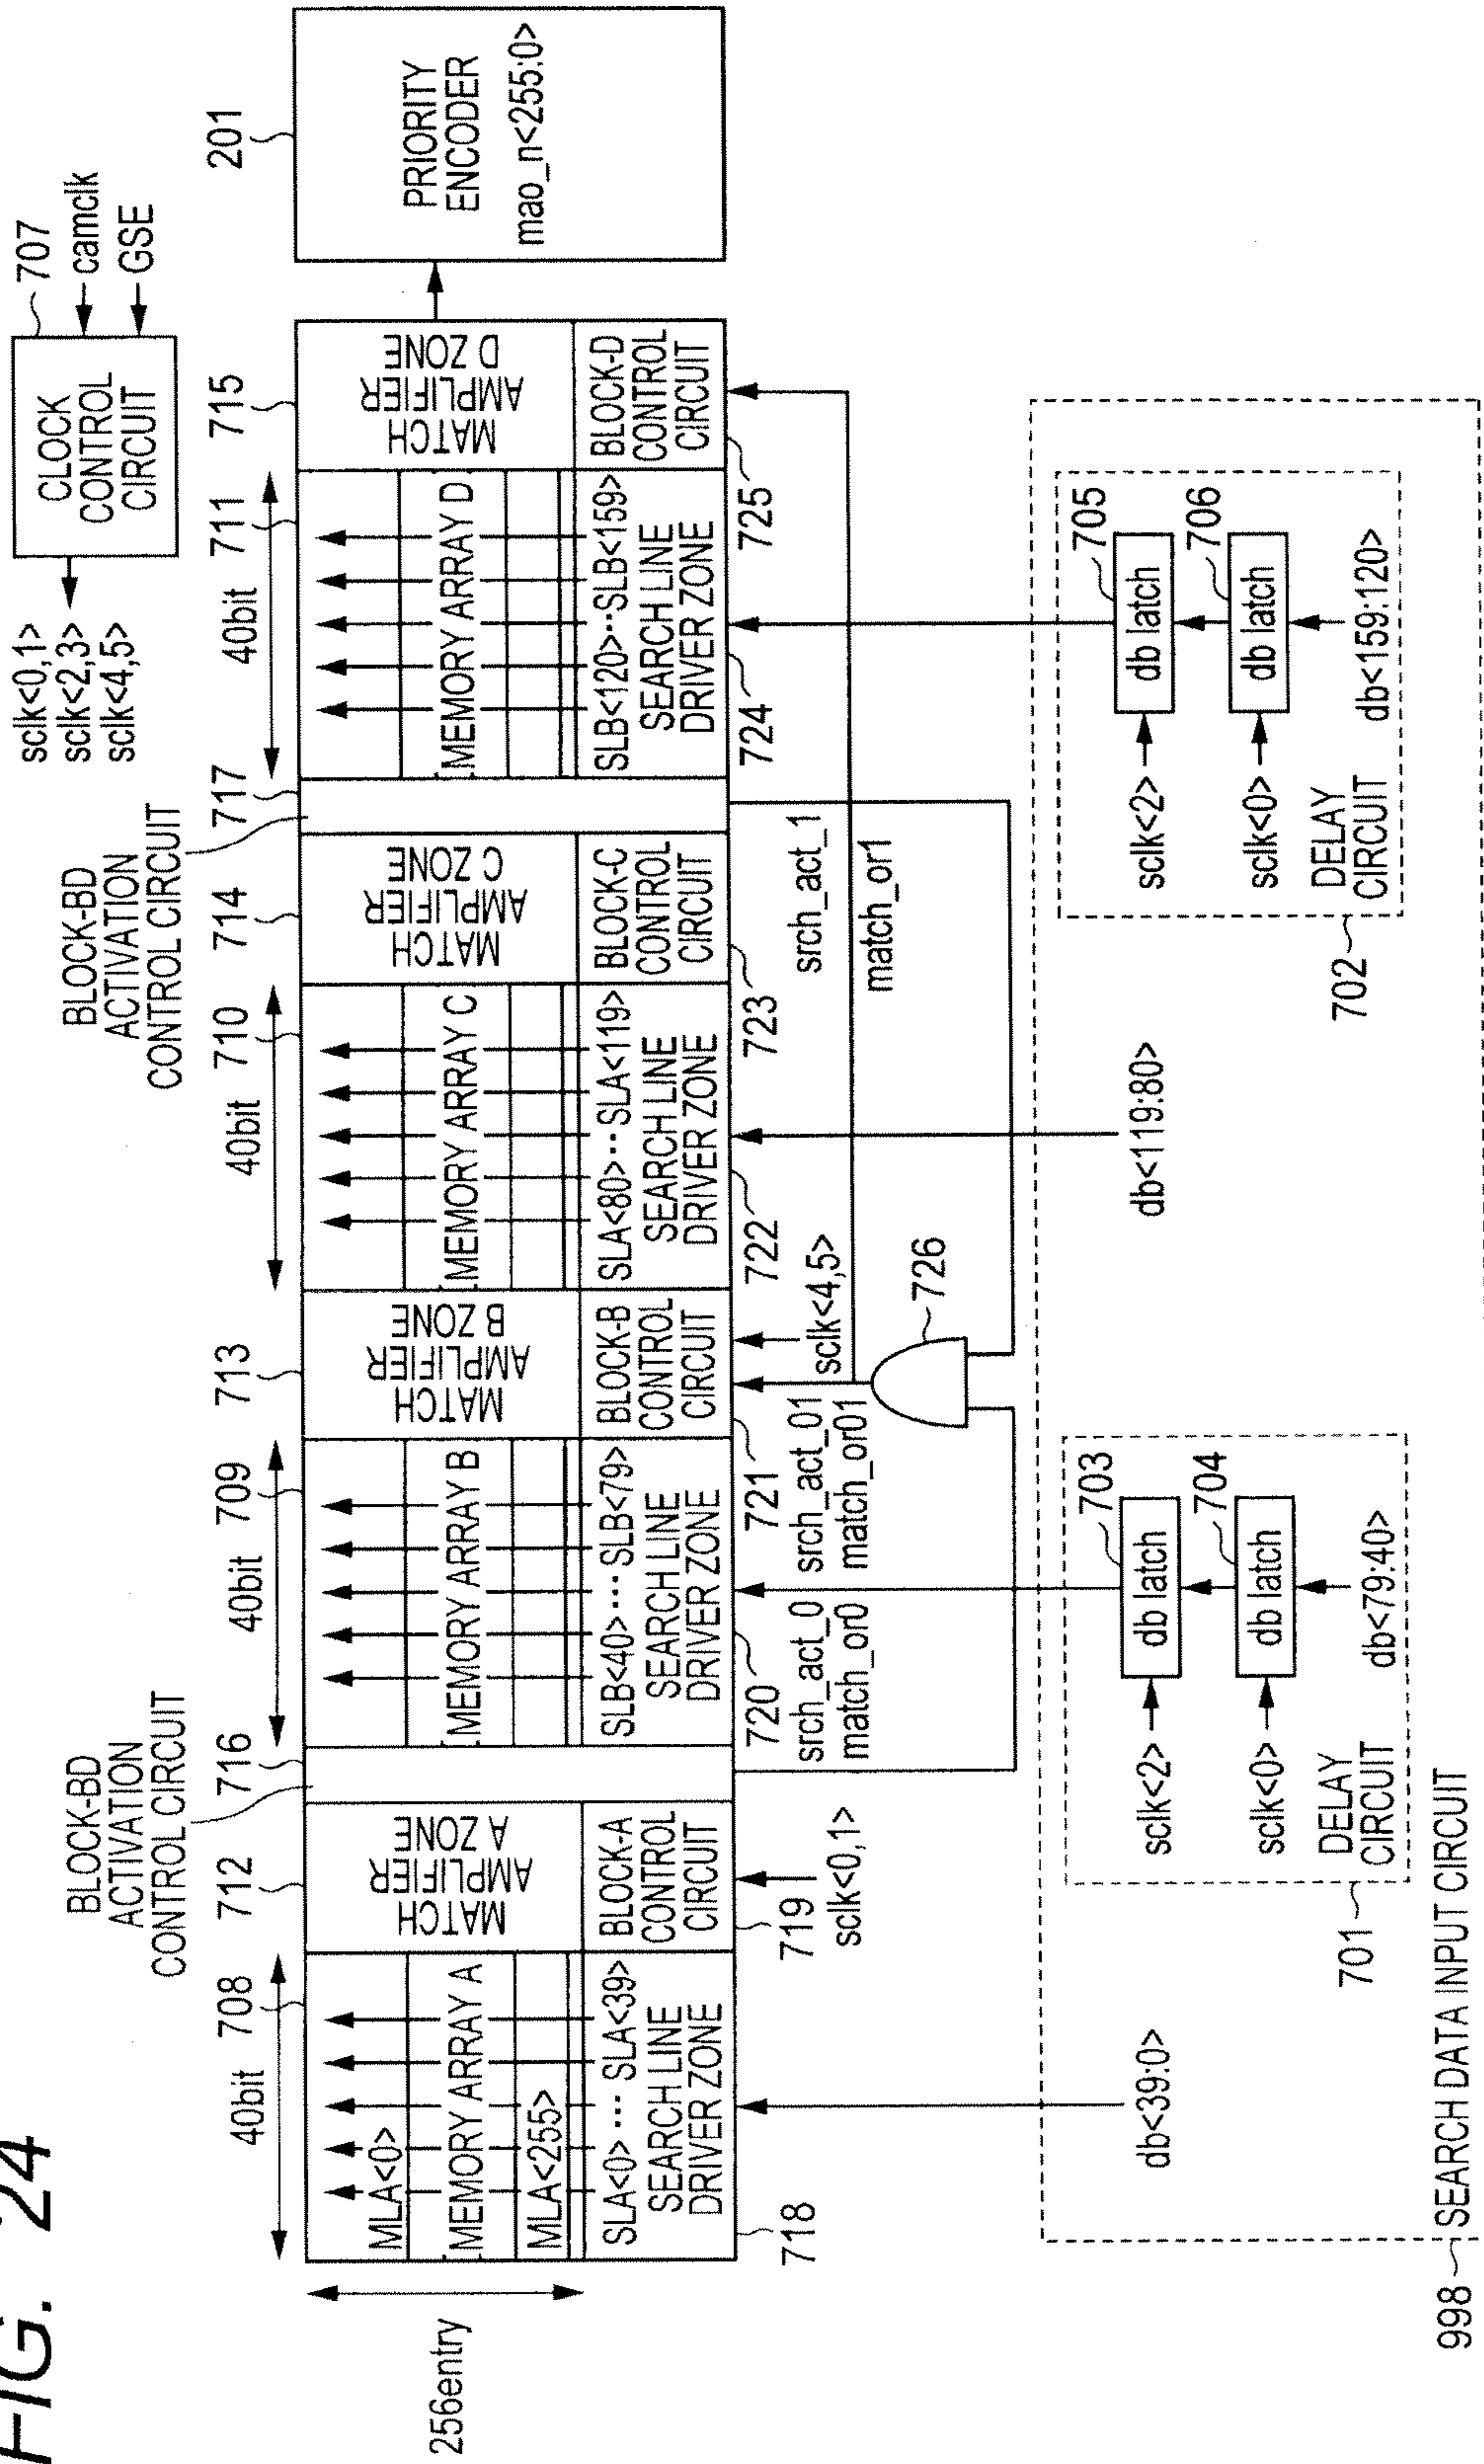 FIG. 24
CLOCK
CONTROL
CIRCUIT
707
camclk
GSE
sclk<0,1>
sclk<2,3>
sclk<4,5>
BLOCK-BD
ACTIVATION
CONTROL CIRCUIT
BLOCK-BD
ACTIVATION
CONTROL CIRCUIT
256entry
40bit
708
712
716
40bit
709
713
40bit
710
714
717
40bit
711
715
201
MLA<0>
MEMORY ARRAY A
MLA<255>
SLA<0> ··· SLA<39>
SEARCH LINE
DRIVER ZONE
718
MATCH
AMPLIFIER
A ZONE
BLOCK-A
CONTROL
CIRCUIT
719
sclk<0,1>
MEMORY ARRAY B
SLB<40> ··· SLB<79>
SEARCH LINE
DRIVER ZONE
720
MATCH
AMPLIFIER
B ZONE
BLOCK-B
CONTROL
CIRCUIT
721
sclk<4,5>
MEMORY ARRAY C
SLA<80> ··· SLA<119>
SEARCH LINE
DRIVER ZONE
722
MATCH
AMPLIFIER
C ZONE
BLOCK-C
CONTROL
CIRCUIT
723
MEMORY ARRAY D
SLB<120> ·· SLB<159>
SEARCH LINE
DRIVER ZONE
724
MATCH
AMPLIFIER
D ZONE
BLOCK-D
CONTROL
CIRCUIT
725
PRIORITY
ENCODER
mao_n<255:0>
srch_act_0
match_or0
srch_act_01
match_or01
726
srch_act_1
match_or1
db<39:0>
701
sclk<2>
db latch
703
sclk<0>
db latch
704
DELAY
CIRCUIT
db<79:40>
db<119:80>
702
sclk<2>
db latch
705
sclk<0>
db latch
706
DELAY
CIRCUIT
db<159:120>
998
SEARCH DATA INPUT CIRCUIT